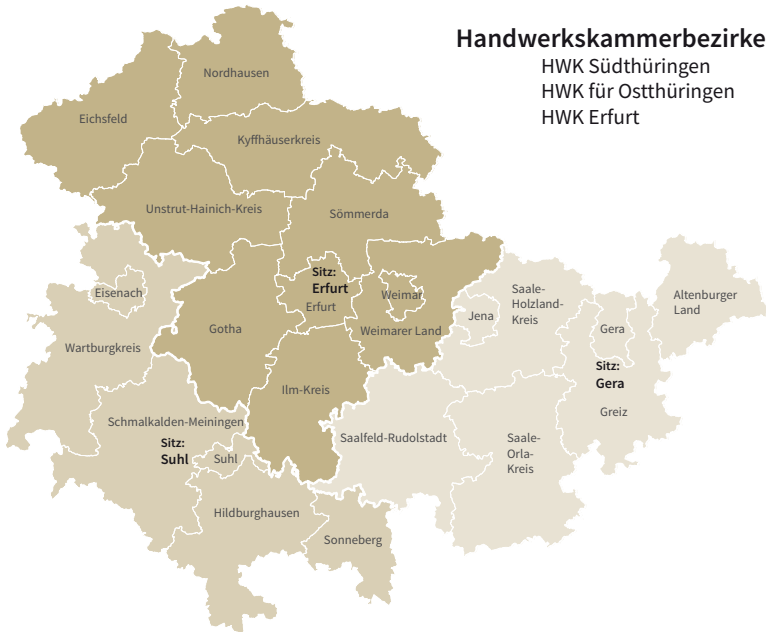 Handwerkskammerbezirke
HWK Südthüringen
HWK für Ostthüringen
HWK Erfurt
Nordhausen
Eichsfeld
Kyffhäuserkreis
Unstrut-Hainich-Kreis
Sömmerda
Sitz:
Erfurt
Erfurt
Weimar
Weimarer Land
Eisenach
Gotha
Wartburgkreis
Ilm-Kreis
Saale-
Holzland-
Kreis
Jena
Gera
Altenburger
Land
Sitz:
Gera
Greiz
Schmalkalden-Meiningen
Sitz:
Suhl
Suhl
Saalfeld-Rudolstadt
Saale-
Orla-
Kreis
Hildburghausen
Sonneberg